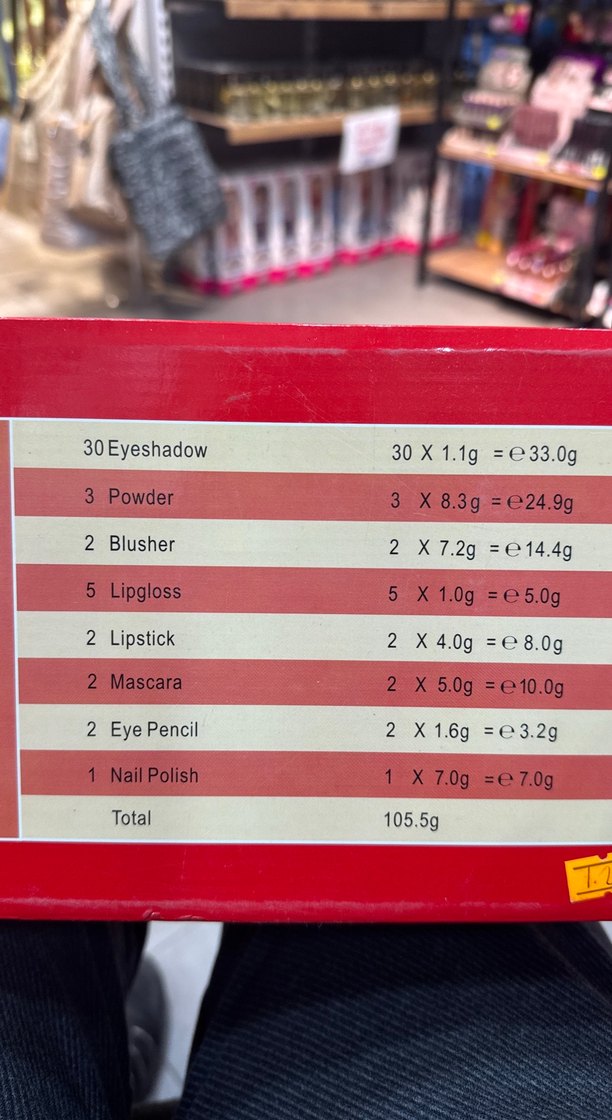 30 Eyeshadow 30 X 1.1g = ℮ 33.0g
3 Powder 3 X 8.3g = ℮ 24.9g
2 Blusher 2 X 7.2g = ℮ 14.4g
5 Lipgloss 5 X 1.0g = ℮ 5.0g
2 Lipstick 2 X 4.0g = ℮ 8.0g
2 Mascara 2 X 5.0g = ℮ 10.0g
2 Eye Pencil 2 X 1.6g = ℮ 3.2g
1 Nail Polish 1 X 7.0g = ℮ 7.0g
Total 105.5g